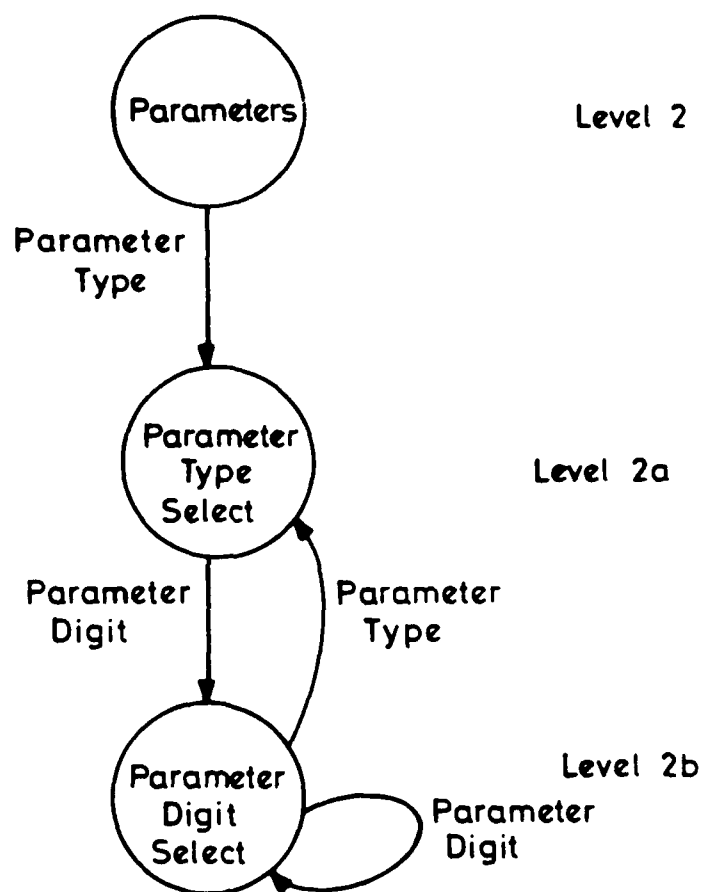 Parameters
Level 2
Parameter
Type
Parameter
Type
Select
Level 2a
Parameter
Digit
Parameter
Type
Parameter
Digit
Select
Level 2b
Parameter
Digit